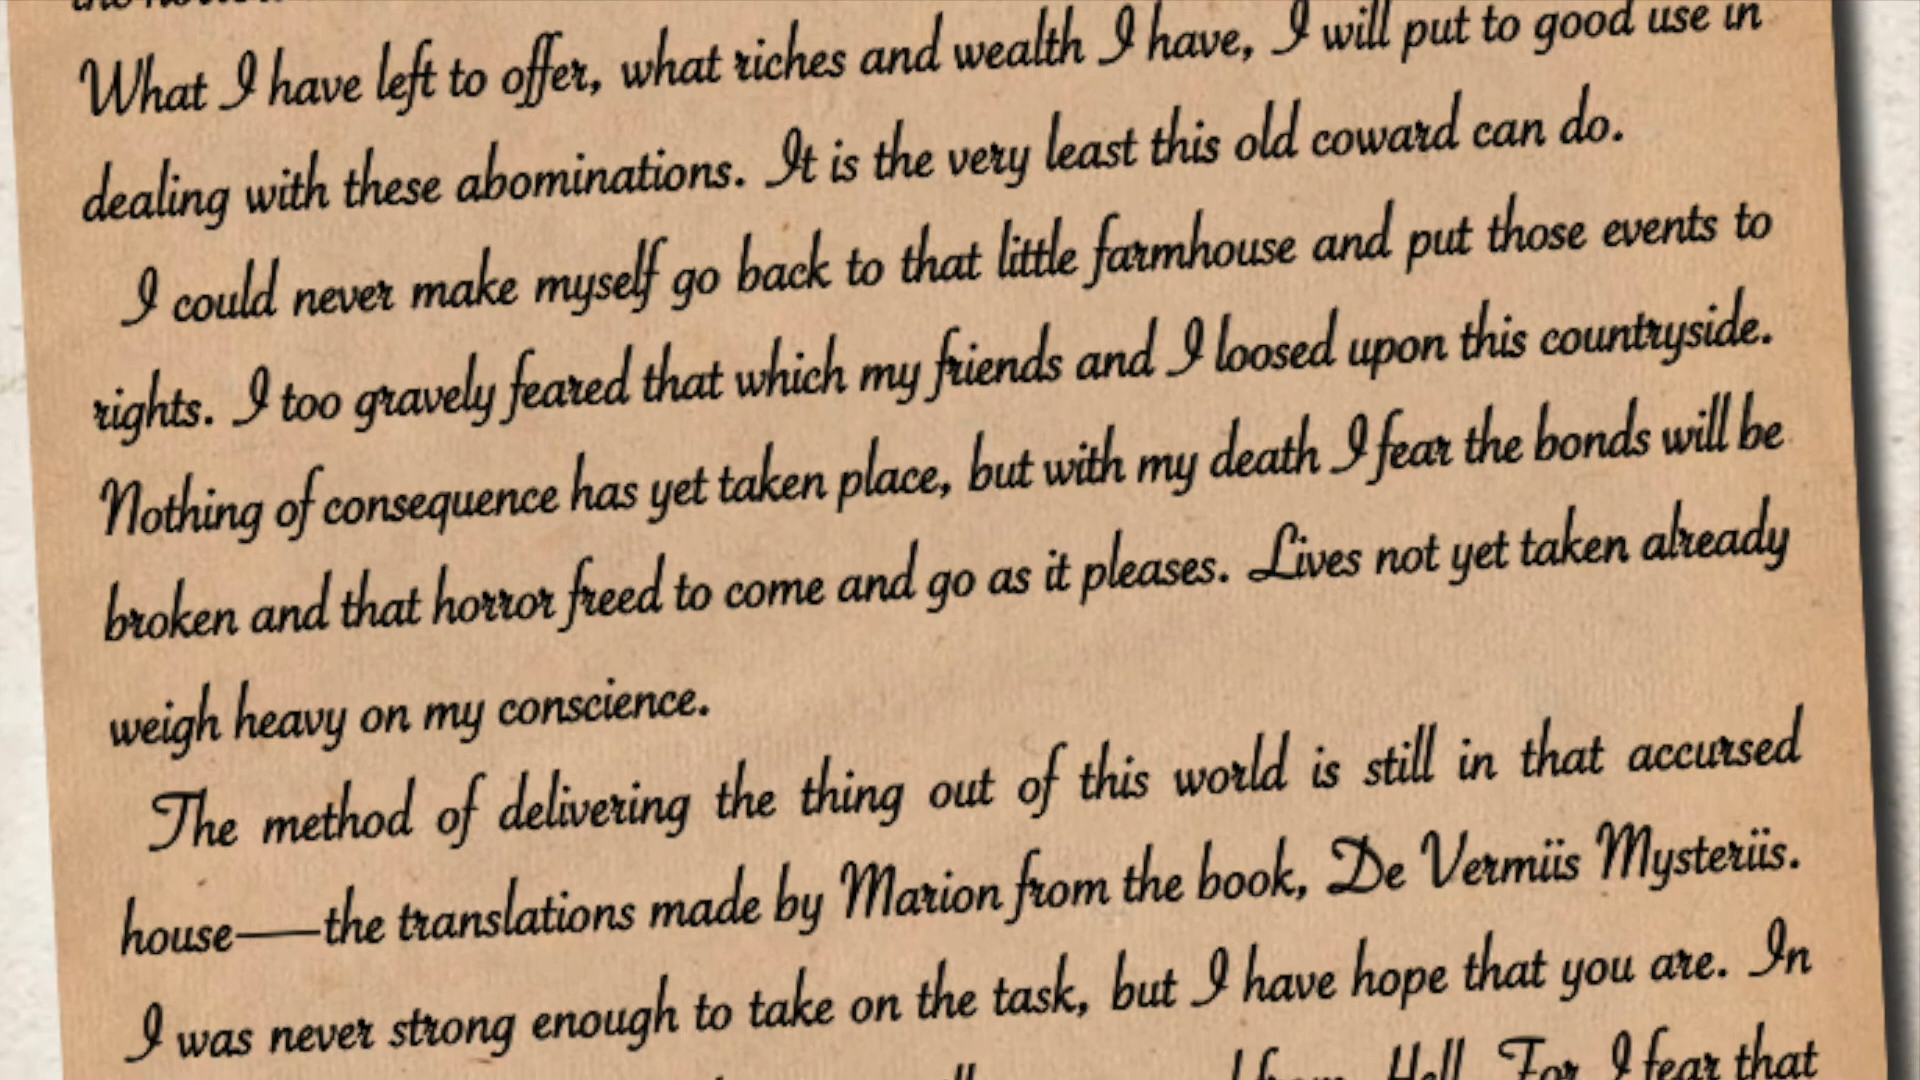 What I have left to offer, what riches and wealth I have, I will put to good use in
dealing with these abominations. It is the very least this old coward can do.
I could never make myself go back to that little farmhouse and put those events to
rights. I too gravely feared that which my friends and I loosed upon this countryside.
Nothing of consequence has yet taken place, but with my death I fear the bonds will be
broken and that horror freed to come and go as it pleases. Lives not yet taken already
weigh heavy on my conscience.
The method of delivering the thing out of this world is still in that accursed
house——the translations made by Marion from the book, De Vermiis Mysteriis.
I was never strong enough to take on the task, but I have hope that you are. In
from Hell. For I fear that